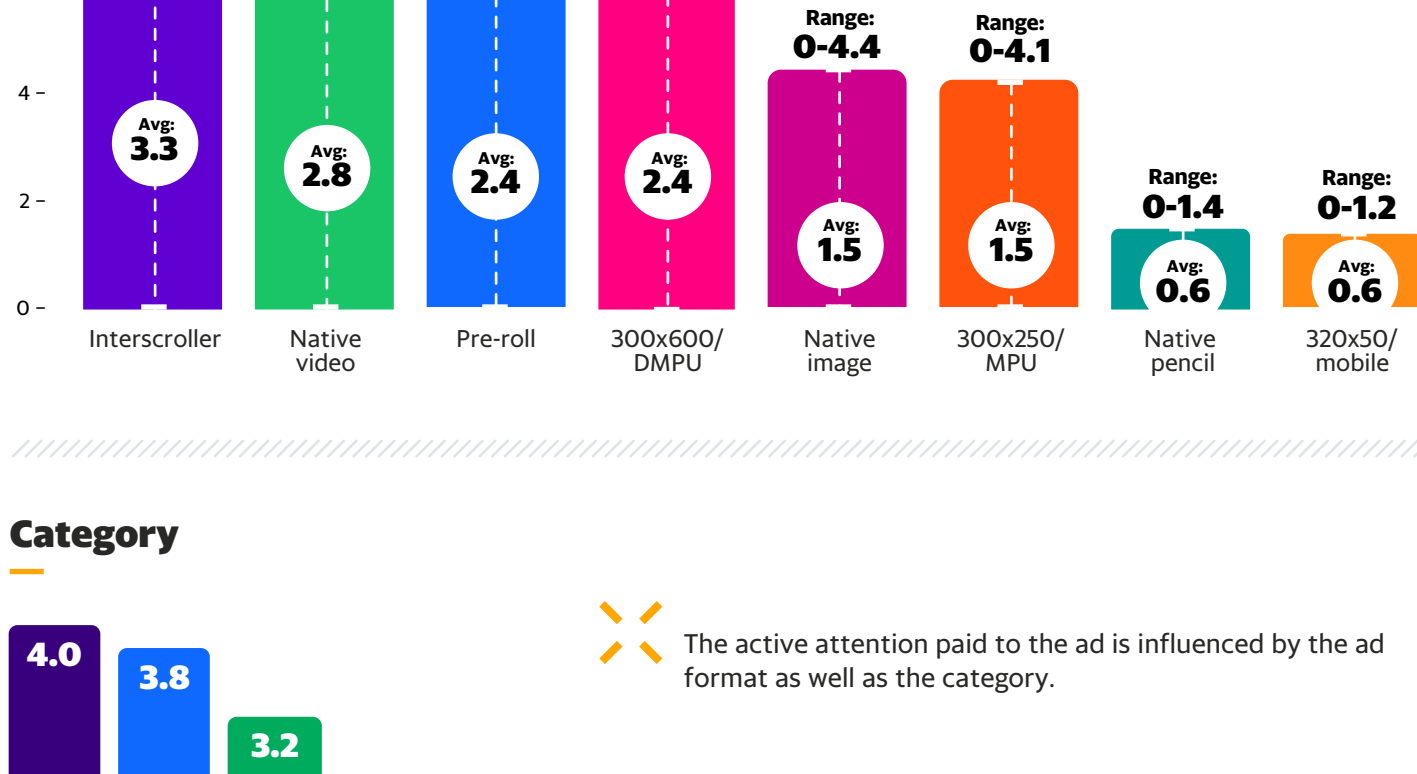 Range:
0-4.4
Range:
0-4.1
4 –
Avg:
3.3
Avg:
2.8
Avg:
2.4
Avg:
2.4
Range:
0-1.4
Range:
0-1.2
2 –
Avg:
1.5
Avg:
1.5
Avg:
0.6
Avg:
0.6
0 –
Interscroller
Native
video
Pre-roll
300x600/
DMPU
Native
image
300x250/
MPU
Native
pencil
320x50/
mobile
Category
4.0
3.8
3.2
The active attention paid to the ad is influenced by the ad
format as well as the category.